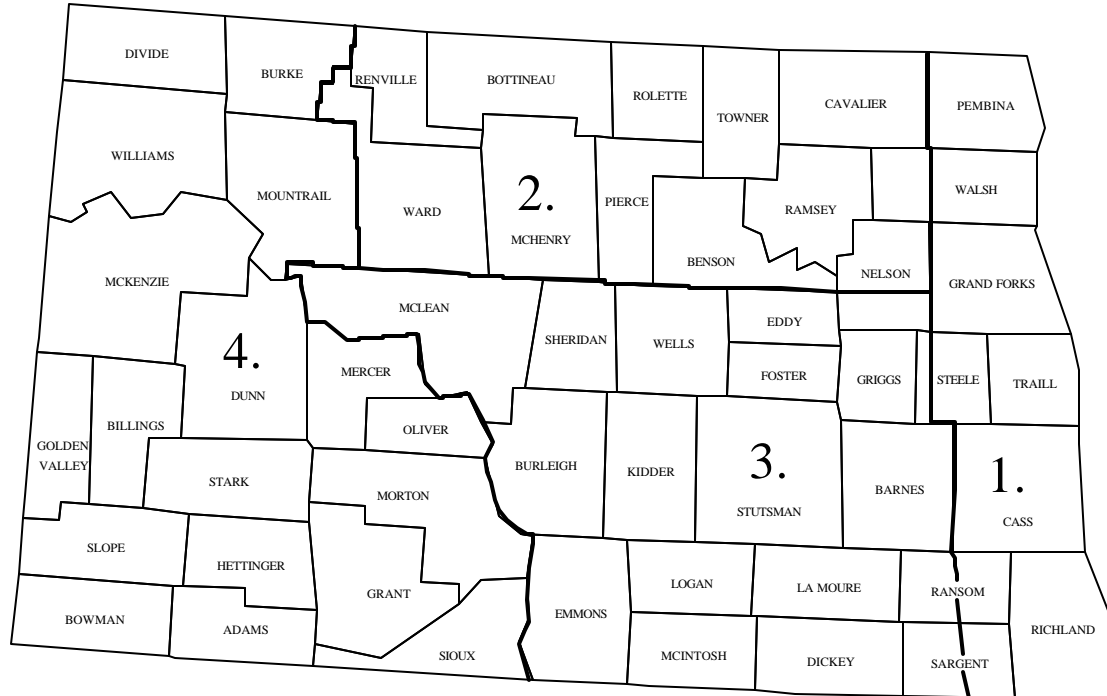 DIVIDE
BURKE
RENVILLE
BOTTINEAU
ROLETTE
TOWNER
CAVALIER
PEMBINA
WILLIAMS
MOUNTRAIL
WARD
2.
MCHENRY
PIERCE
BENSON
RAMSEY
WALSH
NELSON
GRAND FORKS
MCKENZIE
MCLEAN
SHERIDAN
WELLS
EDDY
FOSTER
GRIGGS
STEELE
TRAILL
4.
DUNN
MERCER
OLIVER
BILLINGS
GOLDEN
VALLEY
STARK
MORTON
BURLEIGH
KIDDER
3.
STUTSMAN
BARNES
1.
CASS
SLOPE
HETTINGER
GRANT
BOWMAN
ADAMS
SIOUX
EMMONS
LOGAN
LA MOURE
RANSOM
RICHLAND
MCINTOSH
DICKEY
SARGENT